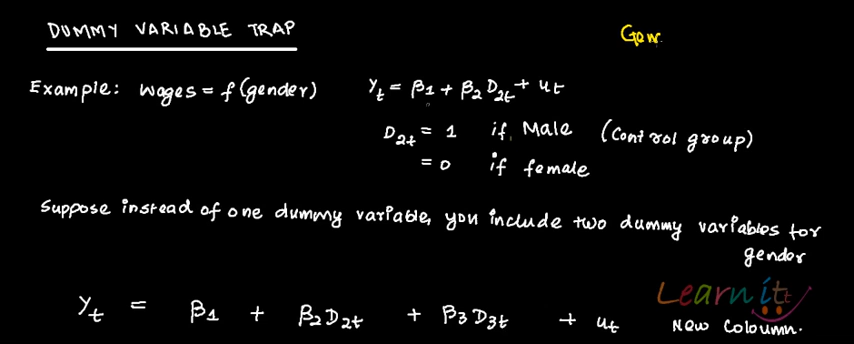 DUMMY VARIABLE TRAP
Gow.
Example: wages = f(gender) Yt = β1 + β2 D2t + ut
D2t = 1 if Male (Control group)
= 0 if female
Suppose instead of one dummy variable, you include two dummy variables for
gender
Learnitt
Yt = β1 + β2D2t + β3D3t + ut New Coloumn.